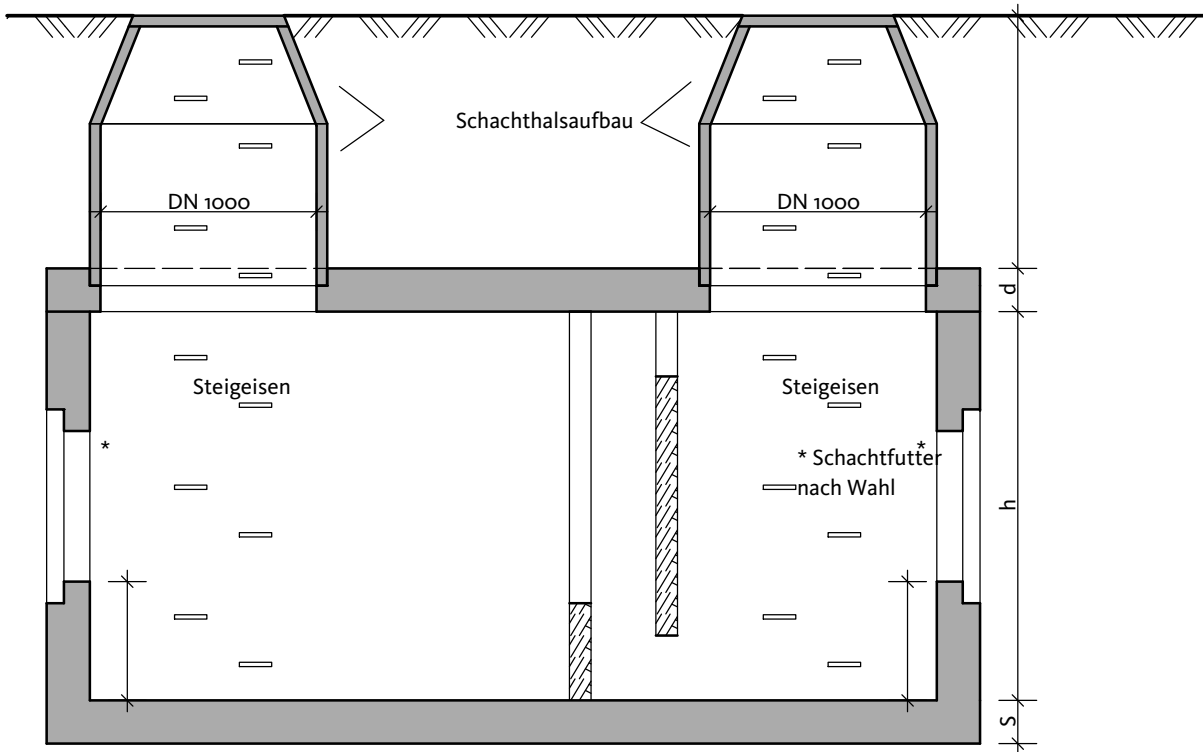 Schachthalsaufbau
DN 1000
DN 1000
d
Steigeisen
Steigeisen
*
*
* Schachtfutter
nach Wahl
h
S